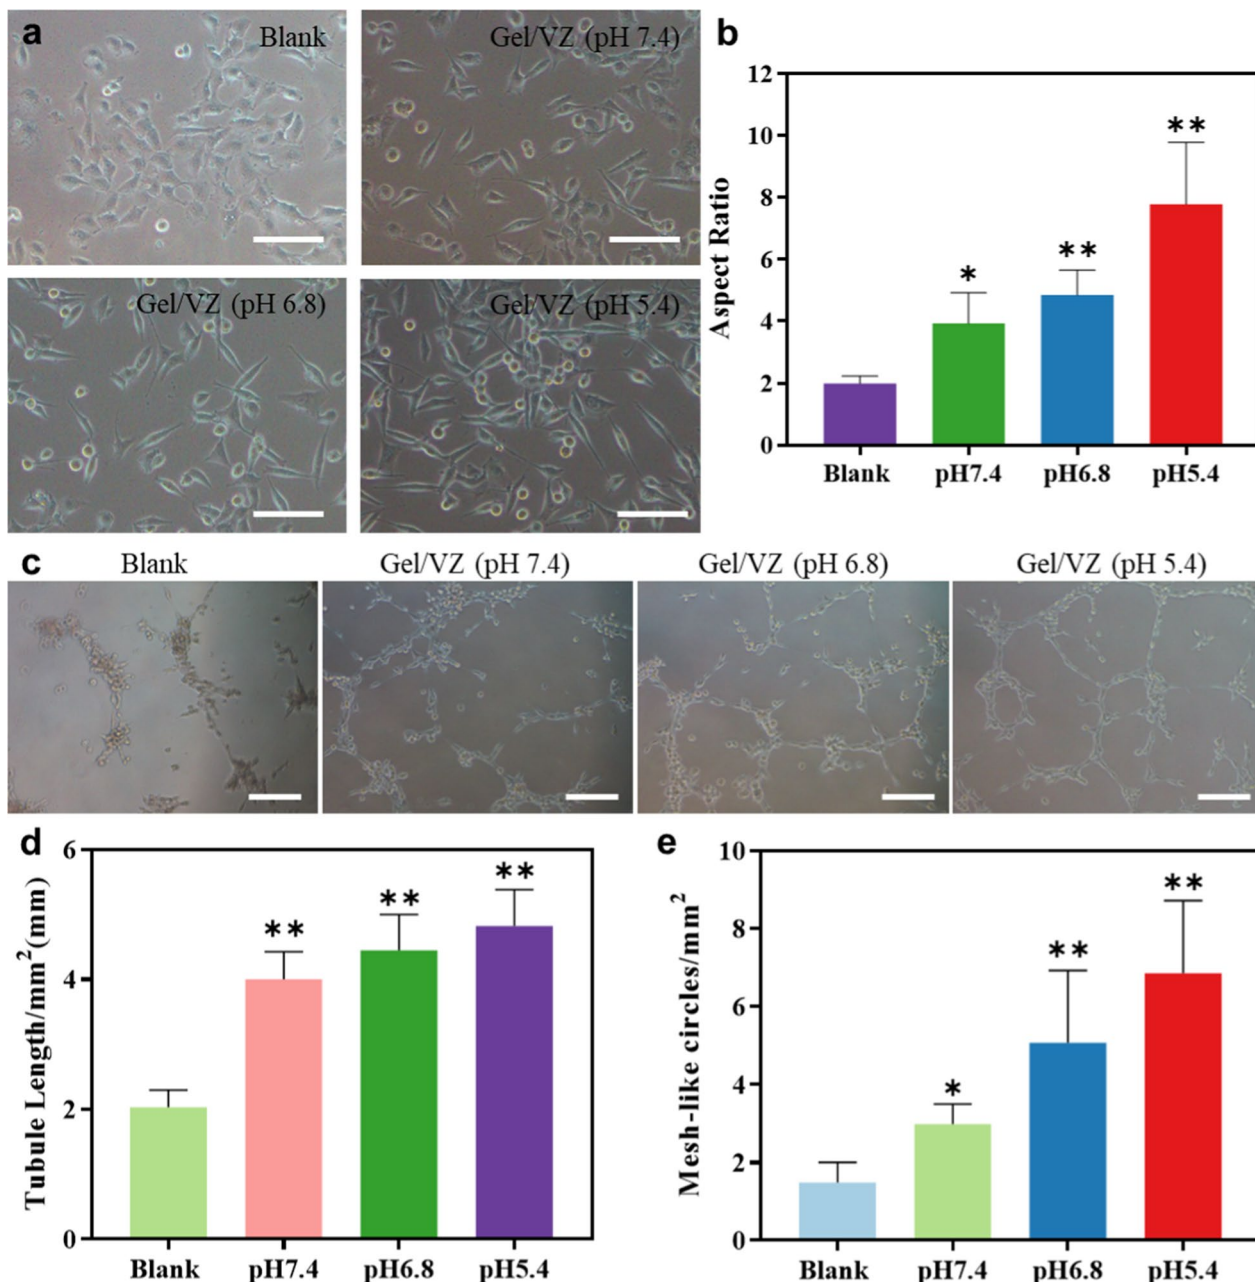 a
Blank
Gel/VZ (pH 7.4)
Gel/VZ (pH 6.8)
Gel/VZ (pH 5.4)
b
Aspect Ratio
12
10
8
6
4
2
0
*
**
**
Blank
pH7.4
pH6.8
pH5.4
c
Blank
Gel/VZ (pH 7.4)
Gel/VZ (pH 6.8)
Gel/VZ (pH 5.4)
d
Tubule Length/mm²(mm)
6
4
2
0
**
**
**
Blank
pH7.4
pH6.8
pH5.4
e
Mesh-like circles/mm²
10
8
6
4
2
0
*
**
**
Blank
pH7.4
pH6.8
pH5.4